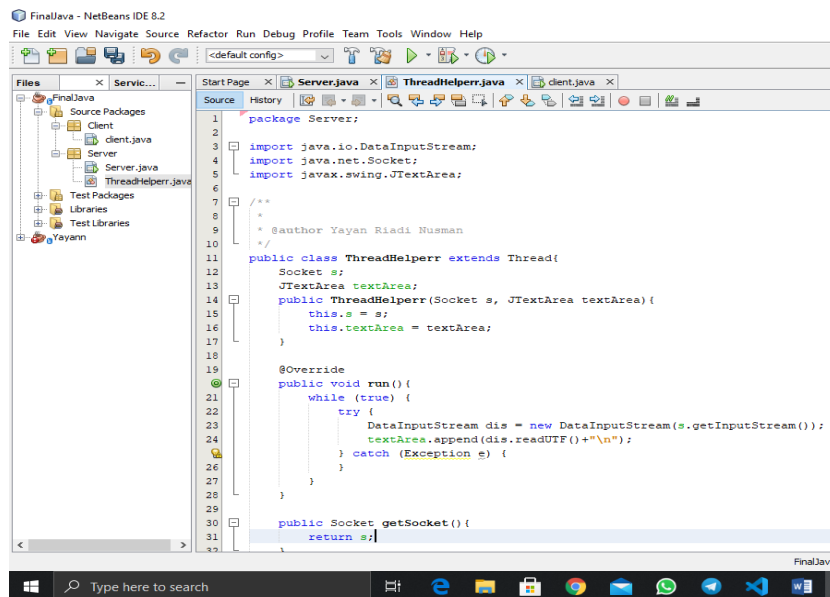 FinalJava - NetBeans IDE 8.2
File Edit View Navigate Source Refactor Run Debug Profile Team Tools Window Help
<default config>
Files × Servic... —
Start Page × Server.java × ThreadHelperr.java × client.java ×
FinalJava
Source Packages
Client
client.java
Server
Server.java
ThreadHelperr.java
Test Packages
Libraries
Test Libraries
Yayann
Source History
1 package Server;
2
3 import java.io.DataInputStream;
4 import java.net.Socket;
5 import javax.swing.JTextArea;
6
7 /**
8 *
9 * @author Yayan Riadi Nusman
10 */
11 public class ThreadHelperr extends Thread{
12 Socket s;
13 JTextArea textArea;
14 public ThreadHelperr(Socket s, JTextArea textArea){
15 this.s = s;
16 this.textArea = textArea;
17 }
18
19 @Override
public void run(){
21 while (true) {
22 try {
23 DataInputStream dis = new DataInputStream(s.getInputStream());
24 textArea.append(dis.readUTF()+"\n");
} catch (Exception e) {
26 }
27 }
28 }
29
30 public Socket getSocket(){
31 return s;
32 }
FinalJav
Type here to search